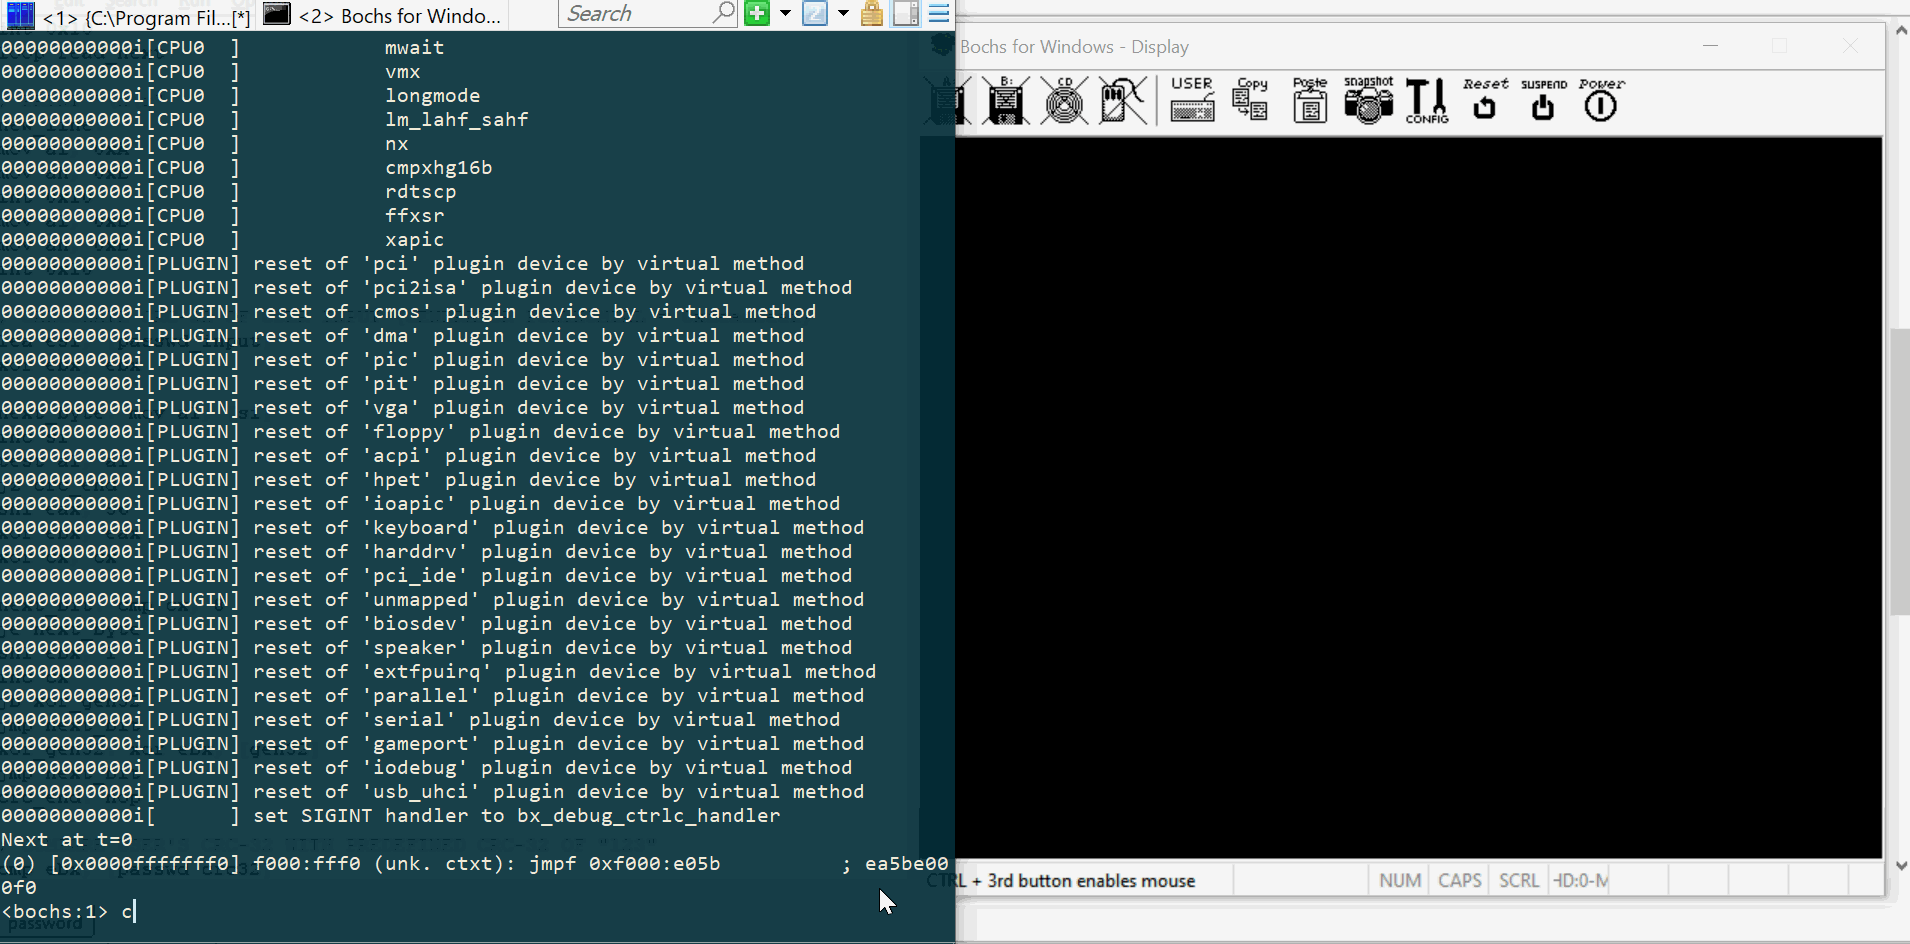 <1> {C:\Program Fil...[*]
<2> Bochs for Windo...
Search
00000000000i[CPU0  ]            mwait
00000000000i[CPU0  ]            vmx
00000000000i[CPU0  ]            longmode
00000000000i[CPU0  ]            lm_lahf_sahf
00000000000i[CPU0  ]            nx
00000000000i[CPU0  ]            cmpxhg16b
00000000000i[CPU0  ]            rdtscp
00000000000i[CPU0  ]            ffxsr
00000000000i[CPU0  ]            xapic
00000000000i[PLUGIN] reset of 'pci' plugin device by virtual method
00000000000i[PLUGIN] reset of 'pci2isa' plugin device by virtual method
00000000000i[PLUGIN] reset of 'cmos' plugin device by virtual method
00000000000i[PLUGIN] reset of 'dma' plugin device by virtual method
00000000000i[PLUGIN] reset of 'pic' plugin device by virtual method
00000000000i[PLUGIN] reset of 'pit' plugin device by virtual method
00000000000i[PLUGIN] reset of 'vga' plugin device by virtual method
00000000000i[PLUGIN] reset of 'floppy' plugin device by virtual method
00000000000i[PLUGIN] reset of 'acpi' plugin device by virtual method
00000000000i[PLUGIN] reset of 'hpet' plugin device by virtual method
00000000000i[PLUGIN] reset of 'ioapic' plugin device by virtual method
00000000000i[PLUGIN] reset of 'keyboard' plugin device by virtual method
00000000000i[PLUGIN] reset of 'harddrv' plugin device by virtual method
00000000000i[PLUGIN] reset of 'pci_ide' plugin device by virtual method
00000000000i[PLUGIN] reset of 'unmapped' plugin device by virtual method
00000000000i[PLUGIN] reset of 'biosdev' plugin device by virtual method
00000000000i[PLUGIN] reset of 'speaker' plugin device by virtual method
00000000000i[PLUGIN] reset of 'extfpuirq' plugin device by virtual method
00000000000i[PLUGIN] reset of 'parallel' plugin device by virtual method
00000000000i[PLUGIN] reset of 'serial' plugin device by virtual method
00000000000i[PLUGIN] reset of 'gameport' plugin device by virtual method
00000000000i[PLUGIN] reset of 'iodebug' plugin device by virtual method
00000000000i[PLUGIN] reset of 'usb_uhci' plugin device by virtual method
00000000000i[      ] set SIGINT handler to bx_debug_ctrlc_handler
Next at t=0
(0) [0x0000fffffff0] f000:fff0 (unk. ctxt): jmpf 0xf000:e05b          ; ea5be00
0f0
<bochs:1> c
password
Bochs for Windows - Display
A: B: CD USER Copy Paste snapshot CONFIG Reset SUSPEND Power
CTRL + 3rd button enables mouse
NUM CAPS SCRL HD:0-M